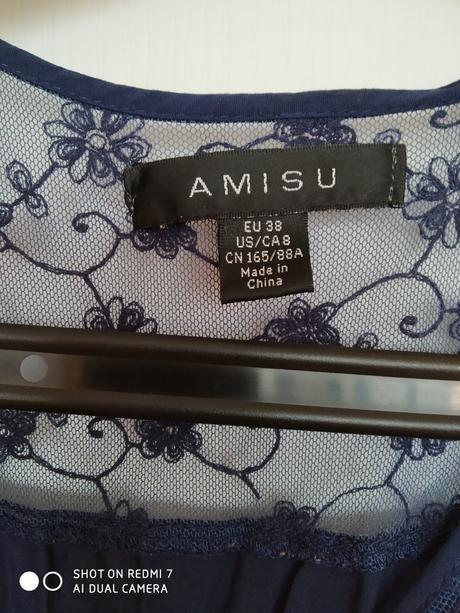 AMISU
EU 38
US/CA 8
CN 165/88A
Made in
China
SHOT ON REDMI 7
AI DUAL CAMERA